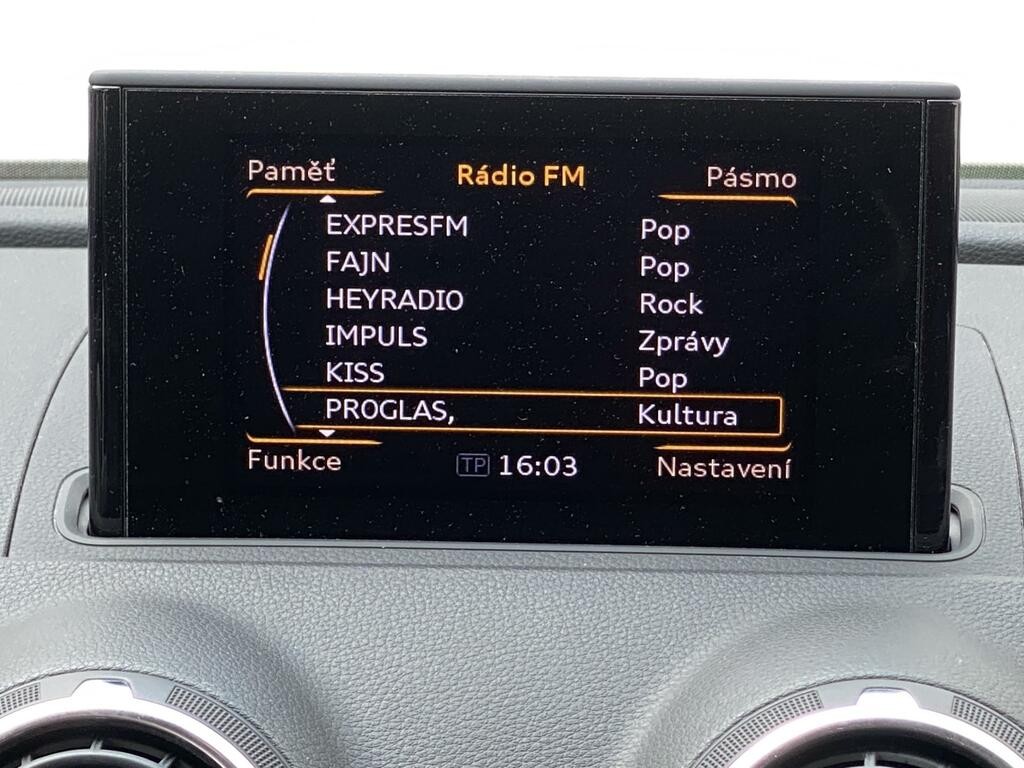 Paměť Rádio FM Pásmo
EXPRESFM Pop
FAJN Pop
HEYRADIO Rock
IMPULS Zprávy
KISS Pop
PROGLAS, Kultura
Funkce TP 16:03 Nastavení